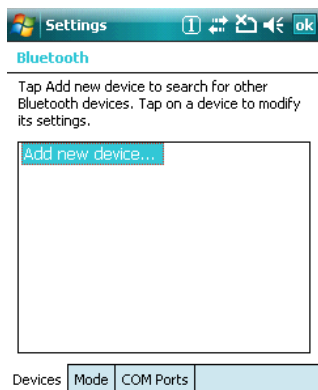 Settings 1 ok
Bluetooth
Tap Add new device to search for other
Bluetooth devices. Tap on a device to modify
its settings.
Add new device...
Devices Mode COM Ports